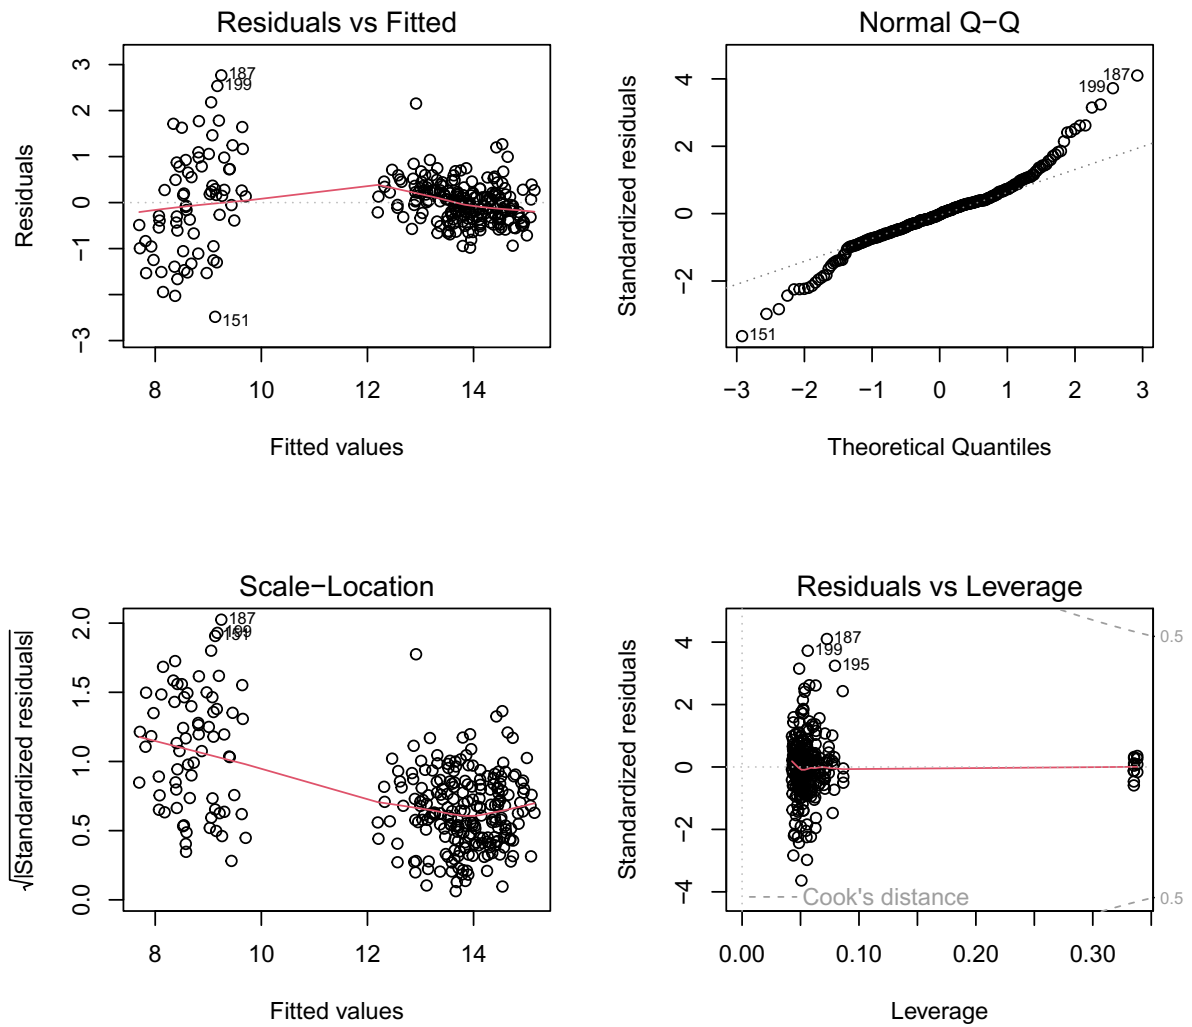 Residuals vs Fitted
Residuals
3
2
1
0
−1
−3
187
199
151
8 10 12 14
Fitted values
Normal Q−Q
Standardized residuals
4
2
0
−2
187
199
151
−3 −2 −1 0 1 2 3
Theoretical Quantiles
Scale−Location
√|Standardized residuals|
2.0
1.5
1.0
0.5
0.0
187
199
151
8 10 12 14
Fitted values
Residuals vs Leverage
Standardized residuals
4
2
0
−2
−4
187
199
195
0.5
0.5
Cook's distance
0.00 0.10 0.20 0.30
Leverage